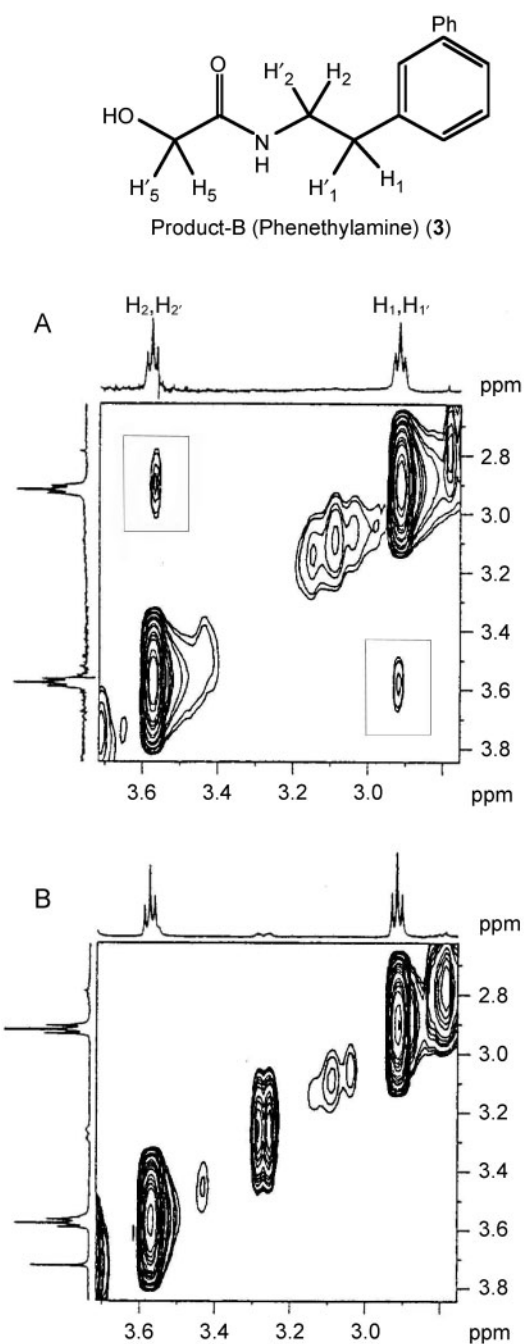 Ph
O
H'2 H2
HO
N
H
H'5 H5
H'1 H1
Product-B (Phenethylamine) (3)
A
H2,H2' H1,H1'
ppm
2.8
3.0
3.2
3.4
3.6
3.8
3.6 3.4 3.2 3.0 ppm
B
ppm
2.8
3.0
3.2
3.4
3.6
3.8
3.6 3.4 3.2 3.0 ppm